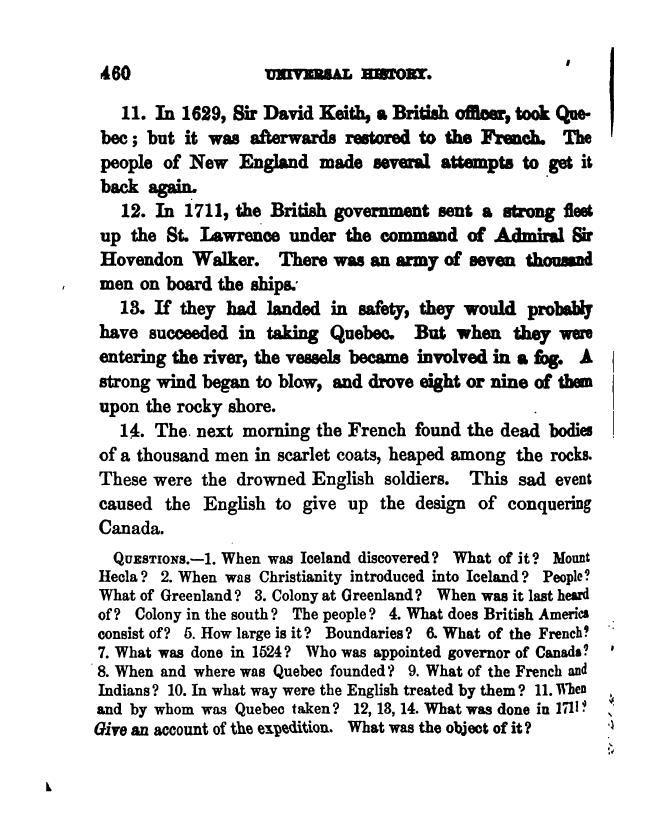 460 UNIVERSAL HISTORY.
11. In 1629, Sir David Keith, a British officer, took Que-
bec; but it was afterwards restored to the French. The
people of New England made several attempts to get it
back again.
12. In 1711, the British government sent a strong fleet
up the St. Lawrence under the command of Admiral Sir
Hovendon Walker. There was an army of seven thousand
men on board the ships.
13. If they had landed in safety, they would probably
have succeeded in taking Quebec. But when they were
entering the river, the vessels became involved in a fog. A
strong wind began to blow, and drove eight or nine of them
upon the rocky shore.
14. The next morning the French found the dead bodies
of a thousand men in scarlet coats, heaped among the rocks.
These were the drowned English soldiers. This sad event
caused the English to give up the design of conquering
Canada.
QUESTIONS.—1. When was Iceland discovered? What of it? Mount
Hecla? 2. When was Christianity introduced into Iceland? People?
What of Greenland? 3. Colony at Greenland? When was it last heard
of? Colony in the south? The people? 4. What does British America
consist of? 5. How large is it? Boundaries? 6. What of the French?
7. What was done in 1524? Who was appointed governor of Canada?
8. When and where was Quebec founded? 9. What of the French and
Indians? 10. In what way were the English treated by them? 11. When
and by whom was Quebec taken? 12, 13, 14. What was done in 1711?
Give an account of the expedition. What was the object of it?